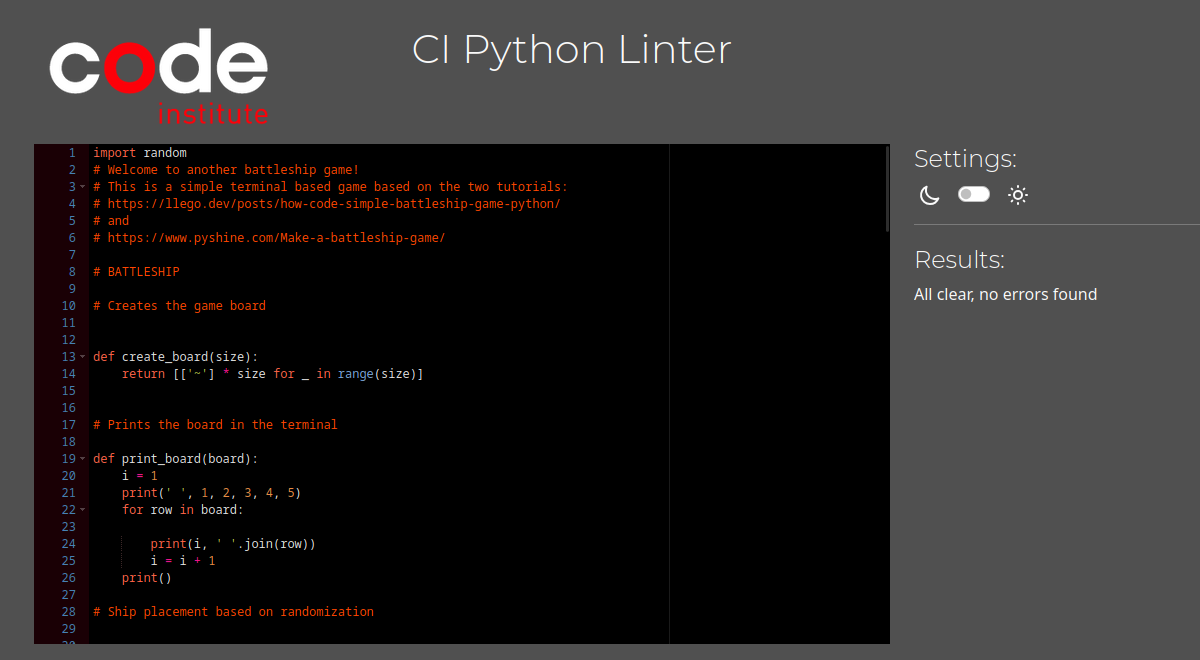 code
institute
CI Python Linter
1 import random
2 # Welcome to another battleship game!
3 # This is a simple terminal based game based on the two tutorials:
4 # https://llego.dev/posts/how-code-simple-battleship-game-python/
5 # and
6 # https://www.pyshine.com/Make-a-battleship-game/
7
8 # BATTLESHIP
9
10 # Creates the game board
11
12
13 def create_board(size):
14     return [['~'] * size for _ in range(size)]
15
16
17 # Prints the board in the terminal
18
19 def print_board(board):
20     i = 1
21     print(' ', 1, 2, 3, 4, 5)
22     for row in board:
23
24         print(i, ' '.join(row))
25         i = i + 1
26     print()
27
28 # Ship placement based on randomization
29
Settings:
Results:
All clear, no errors found